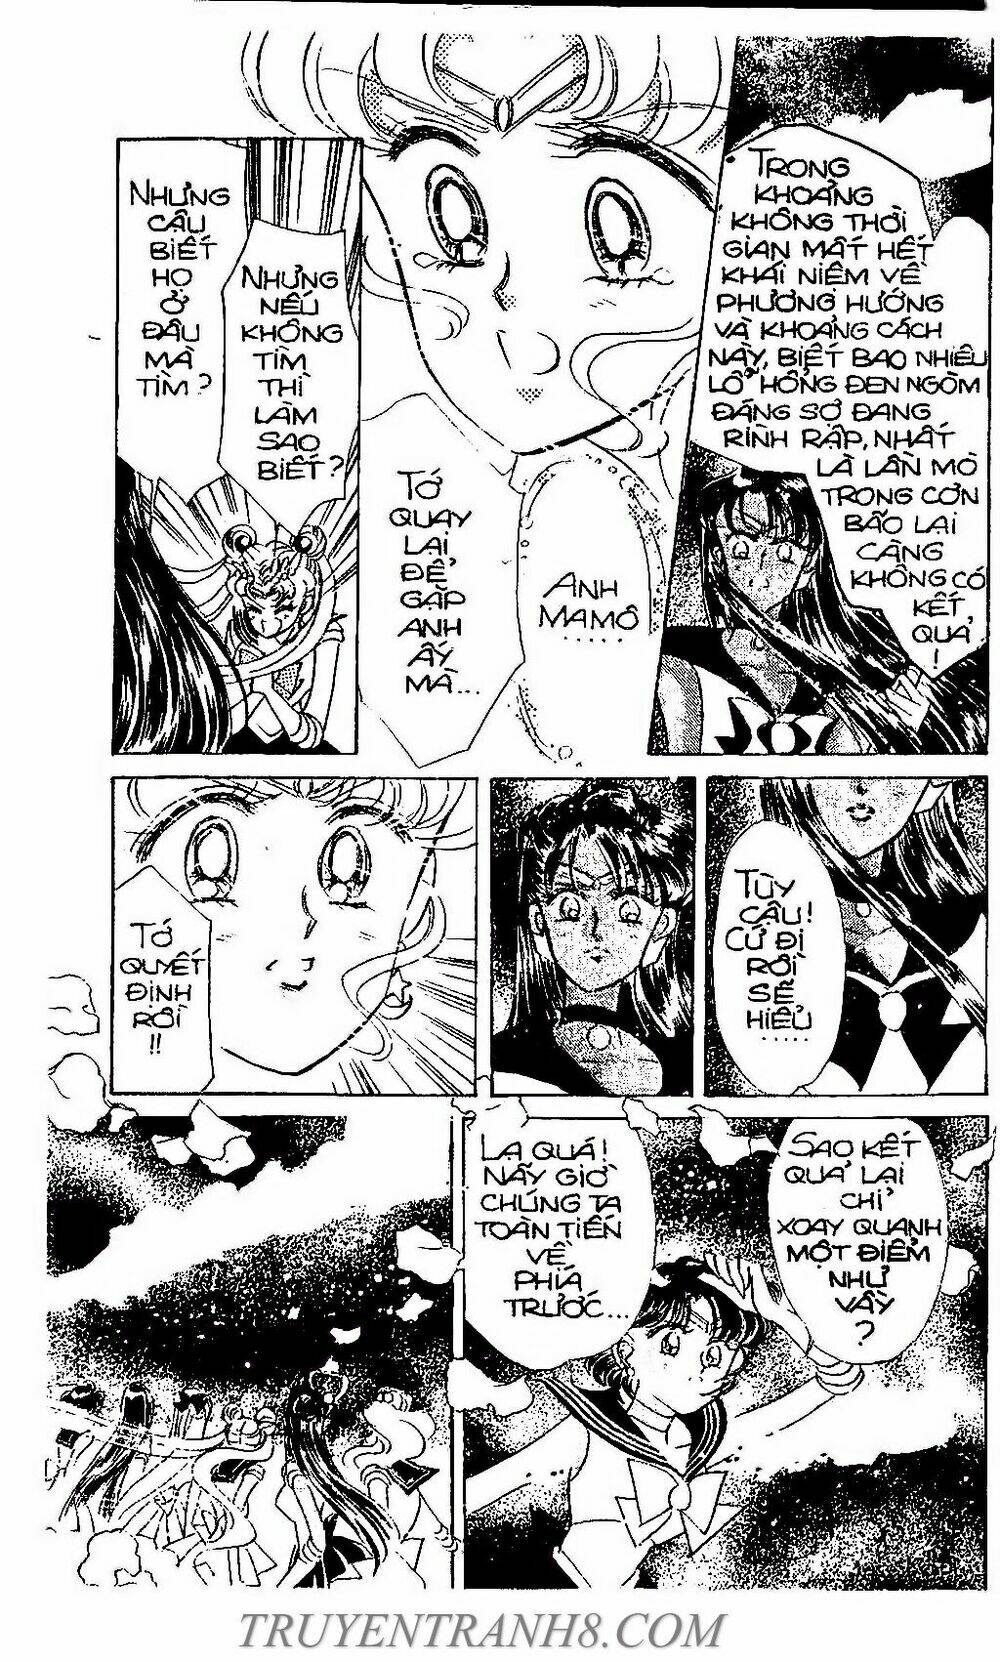 NHƯNG
CẬU
BIẾT
HỌ
Ở
ĐÂU
MÀ
TÌM?
NHƯNG
NẾU
KHÔNG
TÌM
THÌ
LÀM
SAO
BIẾT?
TỚ
QUAY
LẠI
ĐỂ
GẶP
ANH
ẤY
MÀ...
ANH
MAMÔ
.....
TRONG
KHOẢNG
KHÔNG THỜI
GIAN MẤT HẾT
KHÁI NIỆM VỀ
PHƯƠNG HƯỚNG
VÀ KHOẢNG CÁCH
NÀY, BIẾT BAO NHIÊU
LỖ HỔNG ĐEN NGÒM
ĐÁNG SỢ ĐANG
RÌNH RẬP, NHẤT
LÀ LẦN MÒ
TRONG CƠN
BÃO LẠI
CÀNG
KHÔNG CÓ
KẾT
QUẢ
!
TỚ
QUYẾT
ĐỊNH
RỒI
!!
TÙY
CẬU!
CỨ ĐI
RỒI
SẼ
HIỂU
.....
LẠ QUÁ!
NÃY GIỜ
CHÚNG TA
TOÀN TIẾN
VỀ
PHÍA
TRƯỚC...
SAO KẾT
QUẢ LẠI
CHỈ
XOAY QUANH
MỘT ĐIỂM
NHƯ
VẬY
?
TRUYENTRANH8.COM